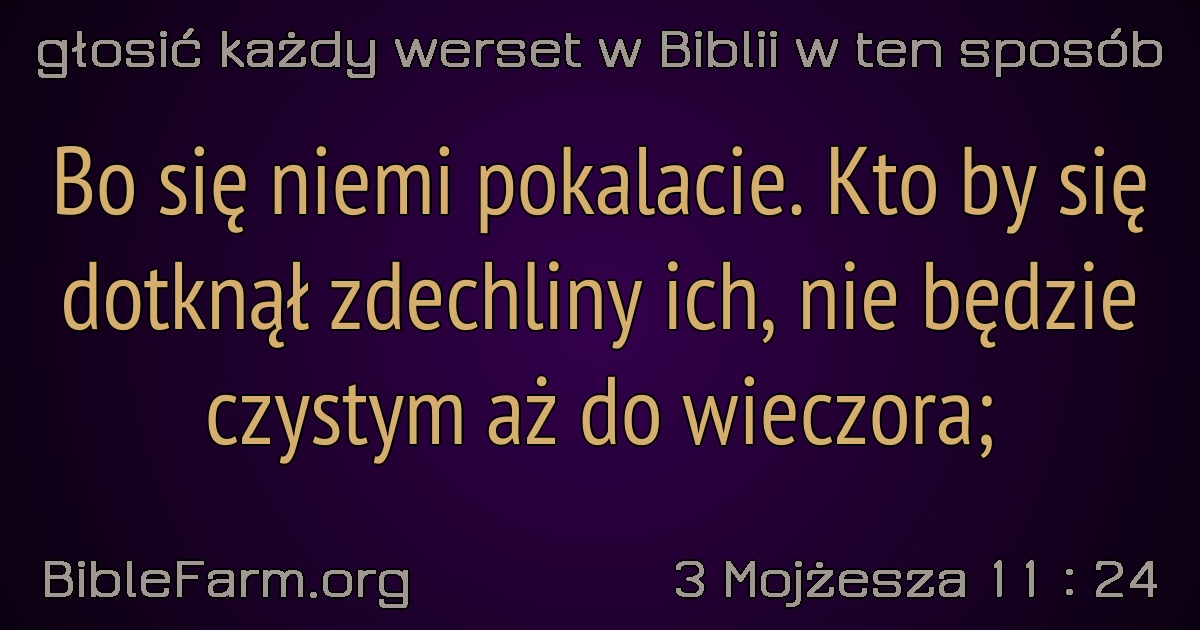 głosić każdy werset w Biblii w ten sposób
Bo się niemi pokalacie. Kto by się
dotknął zdechliny ich, nie będzie
czystym aż do wieczora;
BibleFarm.org
3 Mojżesza 11 : 24